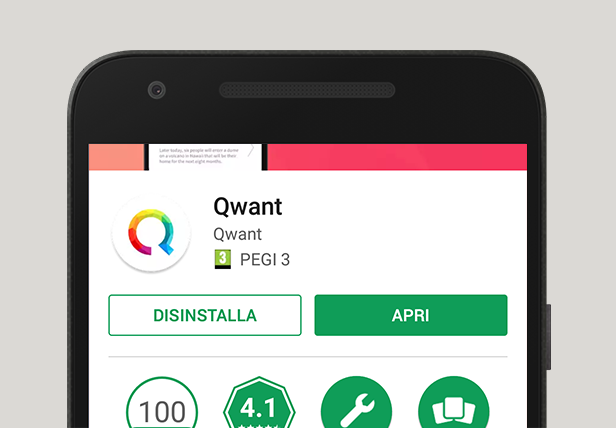 Later today, six people will enter a dome
on a volcano in Hawaii that will be their
home for the next eight months.
Qwant
Qwant
3 PEGI 3
DISINSTALLA
APRI
100
4.1